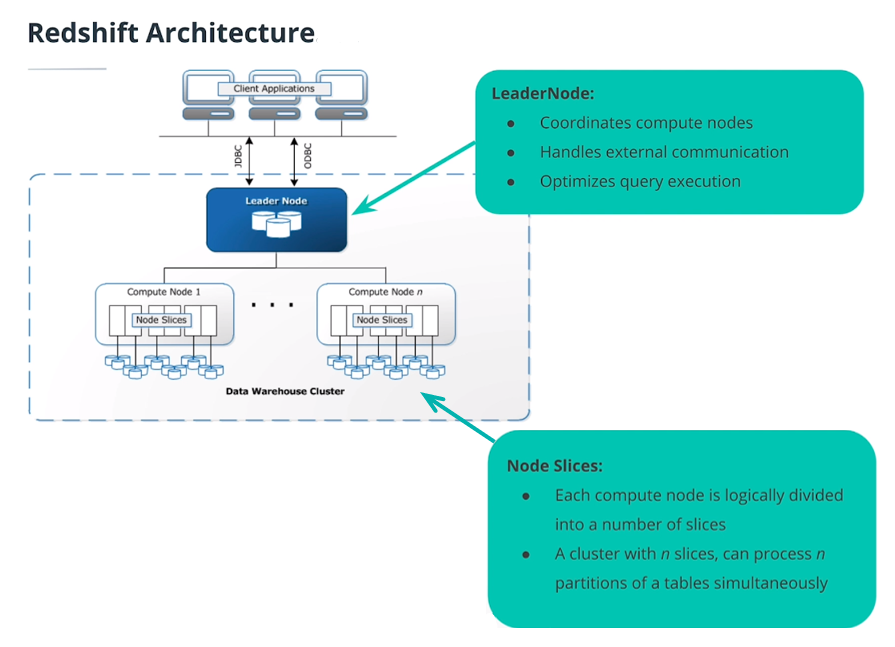 Redshift Architecture
Client Applications
JDBC
ODBC
LeaderNode:
● Coordinates compute nodes
● Handles external communication
● Optimizes query execution
Leader Node
Compute Node 1
Node Slices
. . .
Compute Node n
Node Slices
Data Warehouse Cluster
Node Slices:
● Each compute node is logically divided
into a number of slices
● A cluster with n slices, can process n
partitions of a tables simultaneously